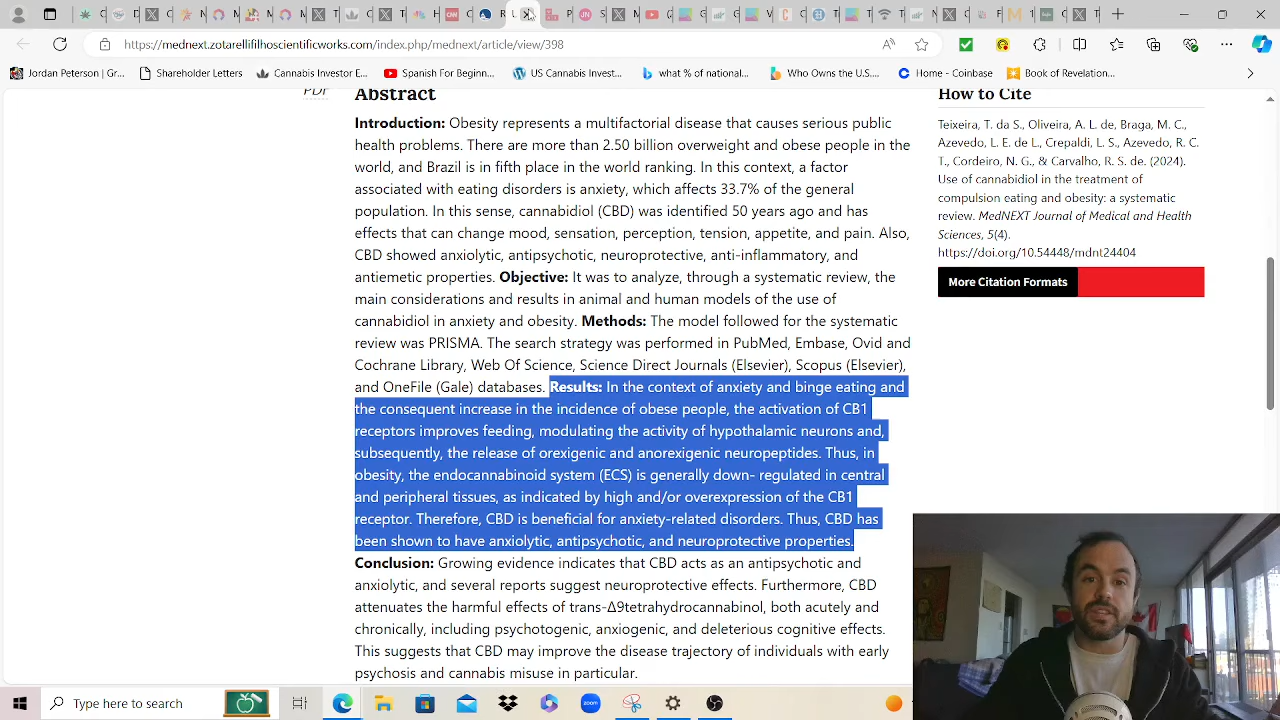 https://mednext.zotarellifilhoscientificworks.com/index.php/mednext/article/view/398
Jordan Peterson | Gr...
Shareholder Letters
Cannabis Investor E...
Spanish For Beginn...
US Cannabis Invest...
what % of national...
Who Owns the U.S....
Home - Coinbase
Book of Revelation...
PDF
Abstract
Introduction: Obesity represents a multifactorial disease that causes serious public
health problems. There are more than 2.50 billion overweight and obese people in the
world, and Brazil is in fifth place in the world ranking. In this context, a factor
associated with eating disorders is anxiety, which affects 33.7% of the general
population. In this sense, cannabidiol (CBD) was identified 50 years ago and has
effects that can change mood, sensation, perception, tension, appetite, and pain. Also,
CBD showed anxiolytic, antipsychotic, neuroprotective, anti-inflammatory, and
antiemetic properties. Objective: It was to analyze, through a systematic review, the
main considerations and results in animal and human models of the use of
cannabidiol in anxiety and obesity. Methods: The model followed for the systematic
review was PRISMA. The search strategy was performed in PubMed, Embase, Ovid and
Cochrane Library, Web Of Science, Science Direct Journals (Elsevier), Scopus (Elsevier),
and OneFile (Gale) databases. Results: In the context of anxiety and binge eating and
the consequent increase in the incidence of obese people, the activation of CB1
receptors improves feeding, modulating the activity of hypothalamic neurons and,
subsequently, the release of orexigenic and anorexigenic neuropeptides. Thus, in
obesity, the endocannabinoid system (ECS) is generally down- regulated in central
and peripheral tissues, as indicated by high and/or overexpression of the CB1
receptor. Therefore, CBD is beneficial for anxiety-related disorders. Thus, CBD has
been shown to have anxiolytic, antipsychotic, and neuroprotective properties.
Conclusion: Growing evidence indicates that CBD acts as an antipsychotic and
anxiolytic, and several reports suggest neuroprotective effects. Furthermore, CBD
attenuates the harmful effects of trans-Δ9tetrahydrocannabinol, both acutely and
chronically, including psychotogenic, anxiogenic, and deleterious cognitive effects.
This suggests that CBD may improve the disease trajectory of individuals with early
psychosis and cannabis misuse in particular.
How to Cite
Teixeira, T. da S., Oliveira, A. L. de, Braga, M. C.,
Azevedo, L. E. de L., Crepaldi, L. S., Azevedo, R. C.
T., Cordeiro, N. G., & Carvalho, R. S. de. (2024).
Use of cannabidiol in the treatment of
compulsion eating and obesity: a systematic
review. MedNEXT Journal of Medical and Health
Sciences, 5(4).
https://doi.org/10.54448/mdnt24404
More Citation Formats
Type here to search
zoom